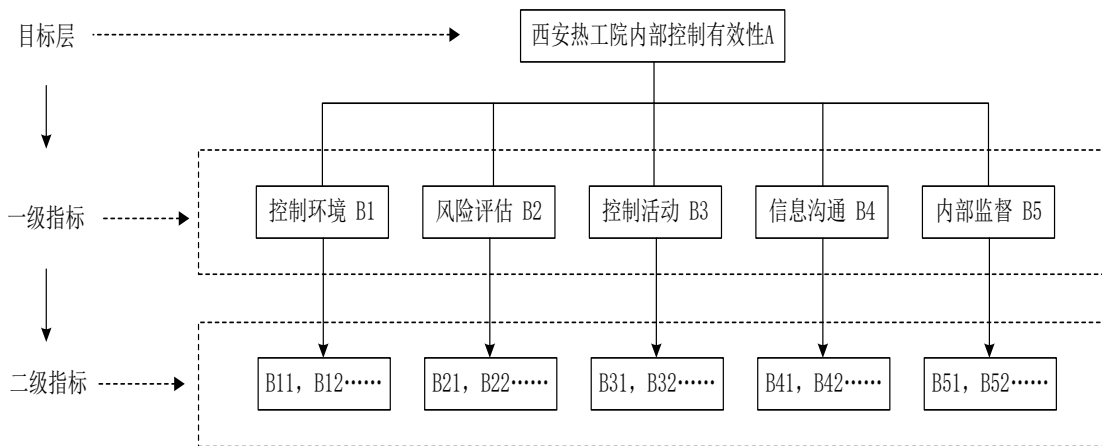 目标层
西安热工院内部控制有效性A
一级指标
控制环境 B1
风险评估 B2
控制活动 B3
信息沟通 B4
内部监督 B5
二级指标
B11，B12……
B21，B22……
B31，B32……
B41，B42……
B51，B52……